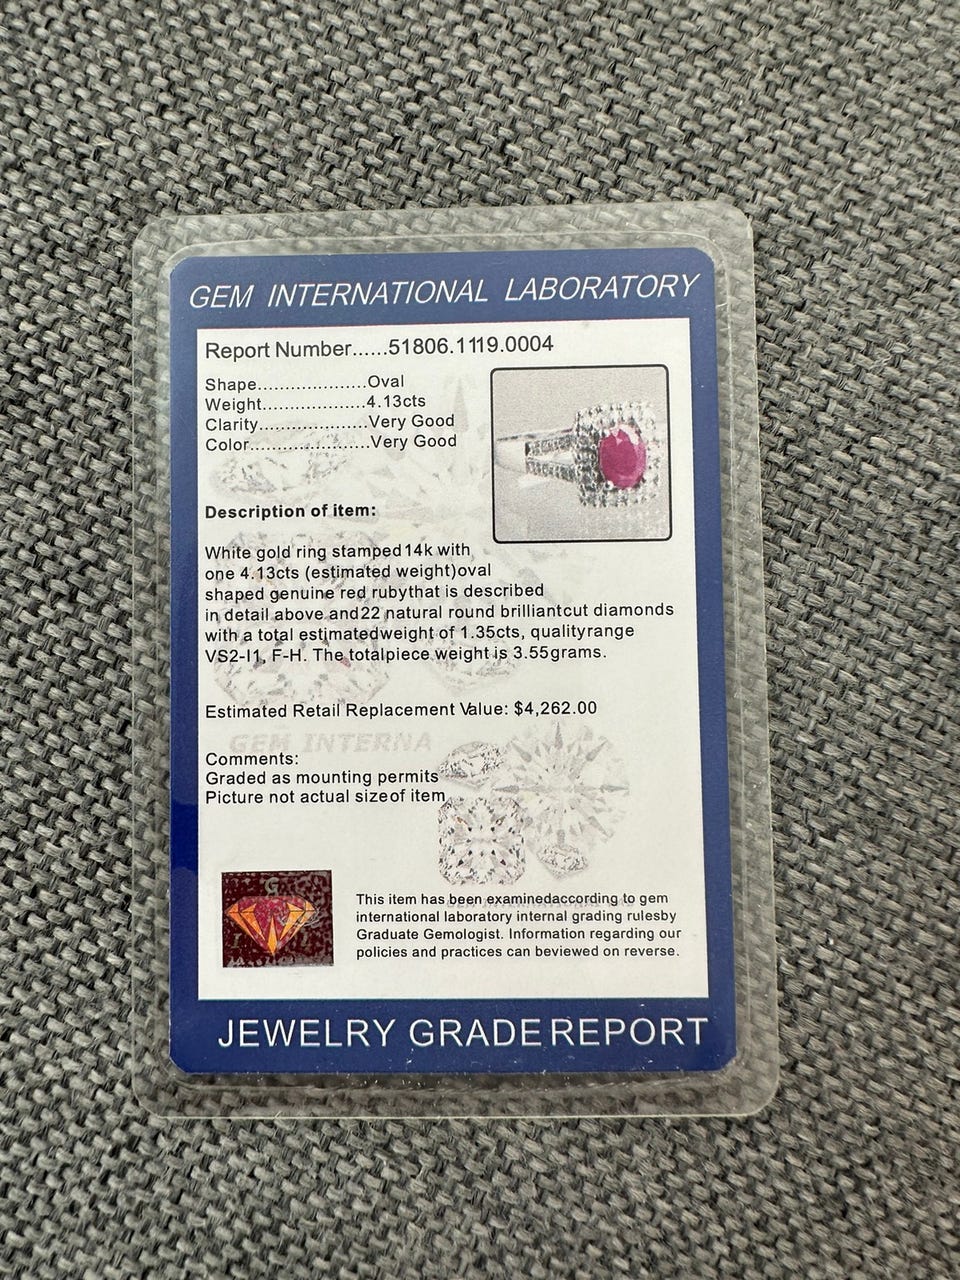 GEM INTERNATIONAL LABORATORY
Report Number......51806.1119.0004
Shape....................Oval
Weight...................4.13cts
Clarity....................Very Good
Color.......................Very Good
Description of item:
White gold ring stamped14k with
one 4.13cts (estimated weight)oval
shaped genuine red rubythat is described
in detail above and22 natural round brilliantcut diamonds
with a total estimatedweight of 1.35cts, qualityrange
VS2-I1, F-H. The totalpiece weight is 3.55grams.
Estimated Retail Replacement Value: $4,262.00
GEM INTERNA
Comments:
Graded as mounting permits
Picture not actual sizeof item
This item has been examinedaccording to gem
international laboratory internal grading rulesby
Graduate Gemologist. Information regarding our
policies and practices can beviewed on reverse.
JEWELRY GRADEREPORT